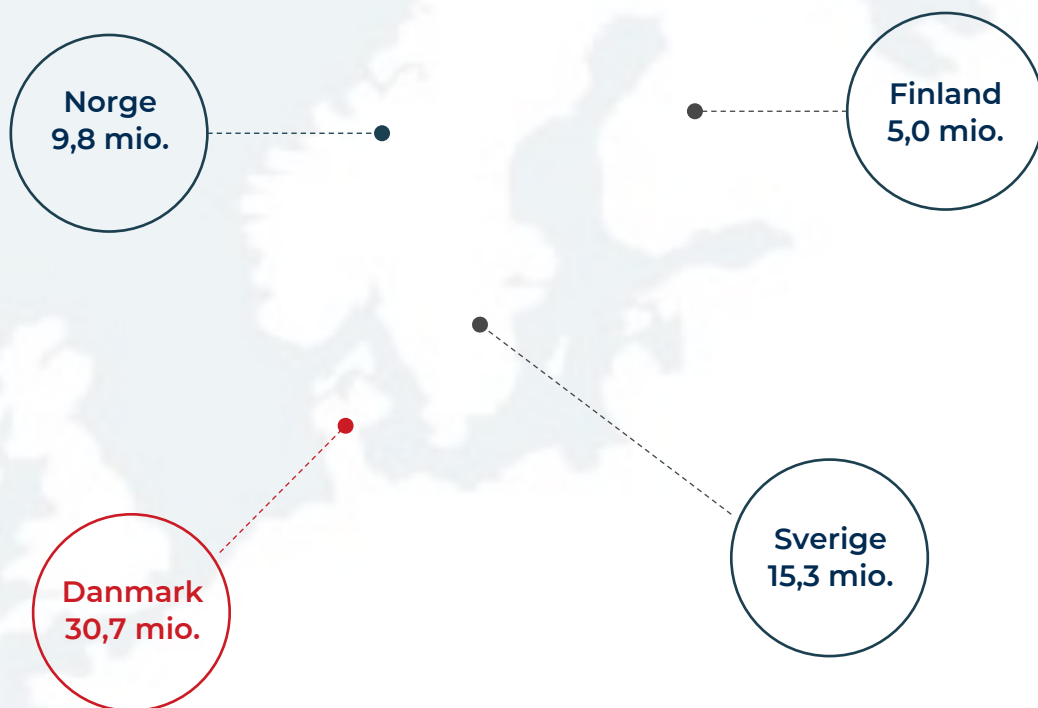 Norge
9,8 mio.
Finland
5,0 mio.
Sverige
15,3 mio.
Danmark
30,7 mio.